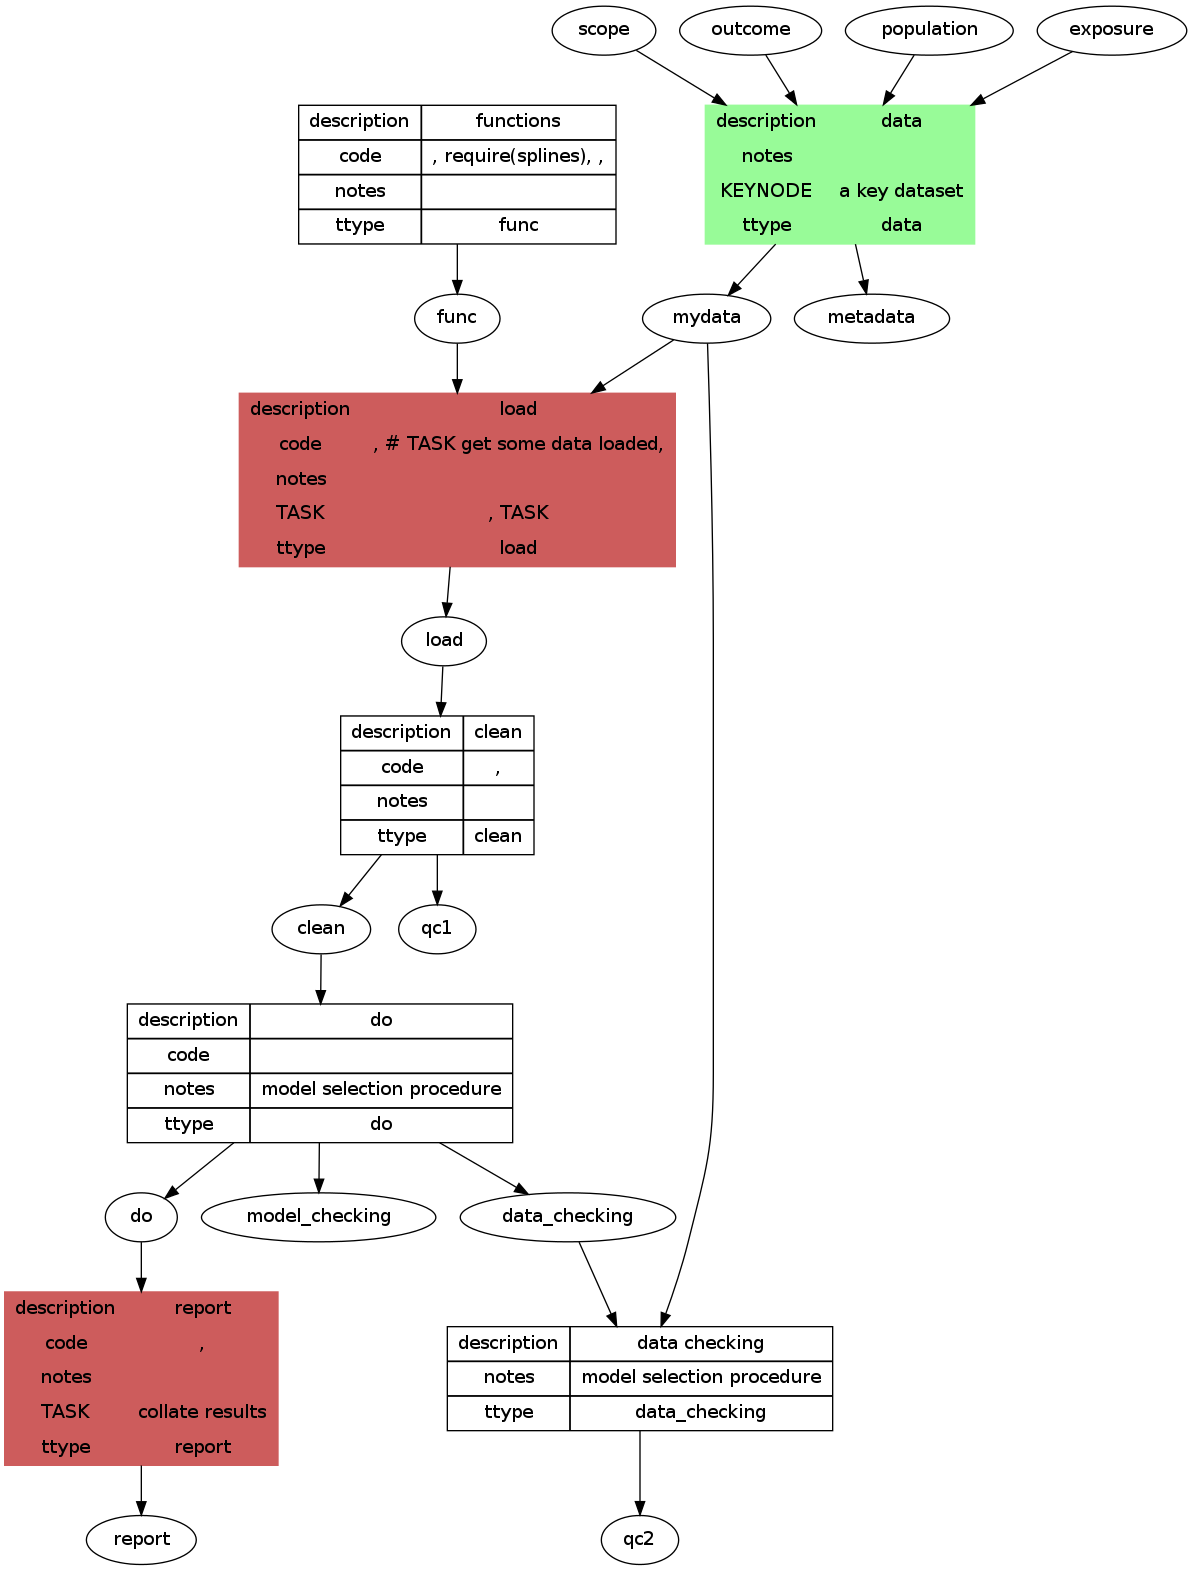 scope outcome population exposure
description functions
code , require(splines), ,
notes
ttype func
description data
notes
KEYNODE a key dataset
ttype data
func mydata metadata
description load
code , # TASK get some data loaded,
notes
TASK , TASK
ttype load
load
description clean
code ,
notes
ttype clean
clean qc1
description do
code
notes model selection procedure
ttype do
do model_checking data_checking
description report
code ,
notes
TASK collate results
ttype report
description data checking
notes model selection procedure
ttype data_checking
report qc2